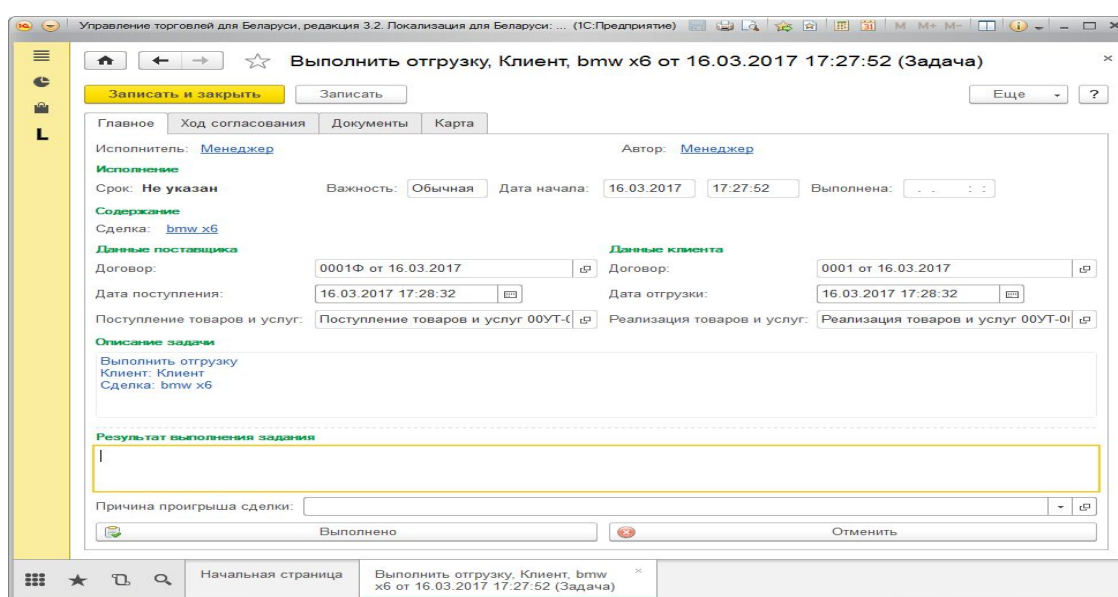 Управление торговлей для Беларуси, редакция 3.2. Локализация для Беларуси: ... (1С:Предприятие) M M+ M-
Выполнить отгрузку, Клиент, bmw x6 от 16.03.2017 17:27:52 (Задача)
Записать и закрыть Записать Еще ?
Главное Ход согласования Документы Карта
Исполнитель: Менеджер Автор: Менеджер
Исполнение
Срок: Не указан Важность: Обычная Дата начала: 16.03.2017 17:27:52 Выполнена: . . : :
Содержание
Сделка: bmw x6
Данные поставщика Данные клиента
Договор: 0001Ф от 16.03.2017 Договор: 0001 от 16.03.2017
Дата поступления: 16.03.2017 17:28:32 Дата отгрузки: 16.03.2017 17:28:32
Поступление товаров и услуг: Поступление товаров и услуг 00УТ-( Реализация товаров и услуг: Реализация товаров и услуг 00УТ-0
Описание задачи
Выполнить отгрузку
Клиент: Клиент
Сделка: bmw x6
Результат выполнения задания
Причина проигрыша сделки:
Выполнено Отменить
Начальная страница Выполнить отгрузку, Клиент, bmw
x6 от 16.03.2017 17:27:52 (Задача)